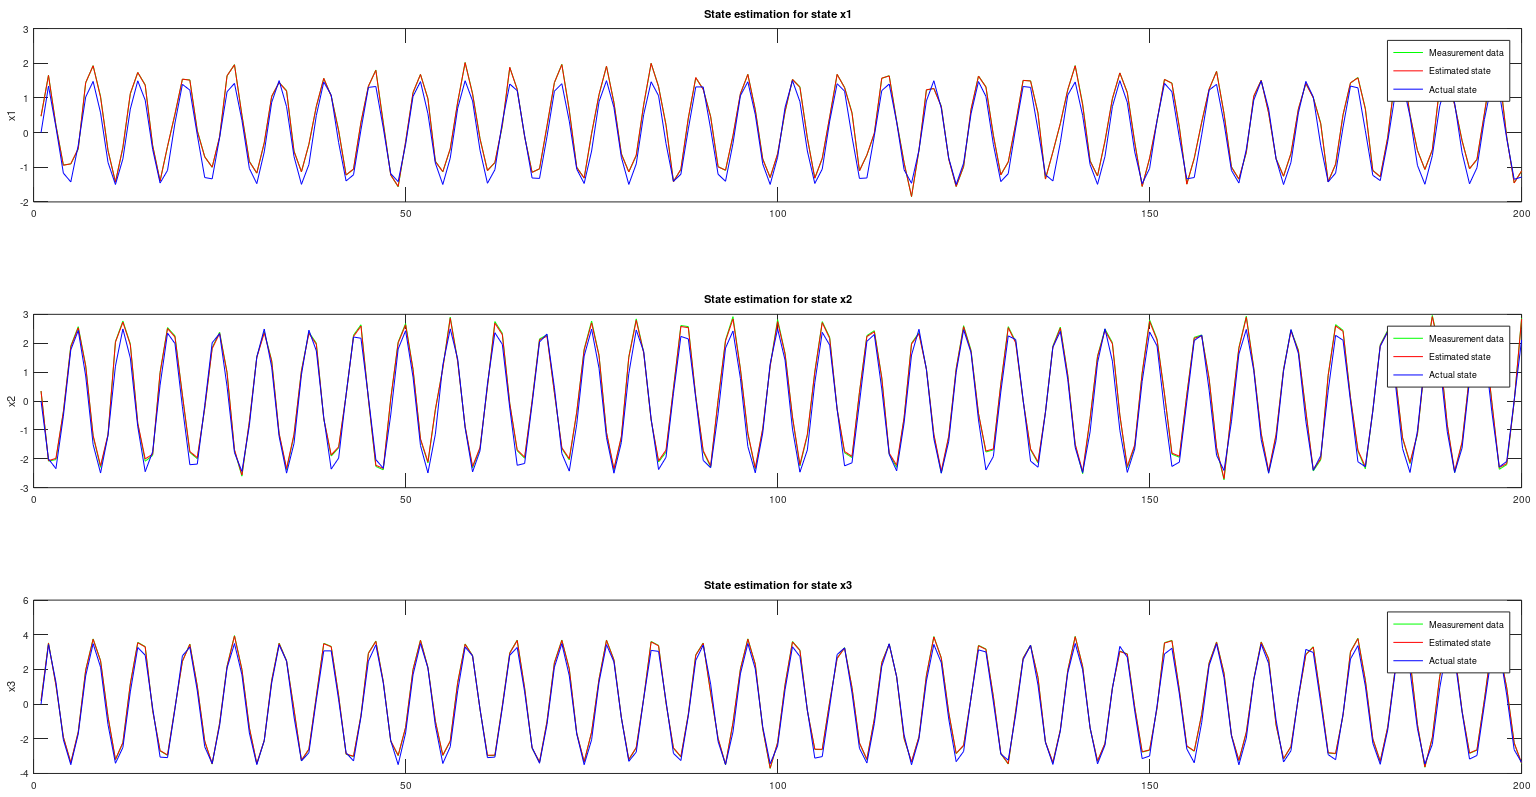 State estimation for state x1
3
2
1
0
-1
-2
x1
0
50
100
150
200
Measurement data
Estimated state
Actual state
State estimation for state x2
3
2
1
0
-1
-2
-3
x2
0
50
100
150
200
Measurement data
Estimated state
Actual state
State estimation for state x3
6
4
2
0
-2
-4
x3
0
50
100
150
200
Measurement data
Estimated state
Actual state